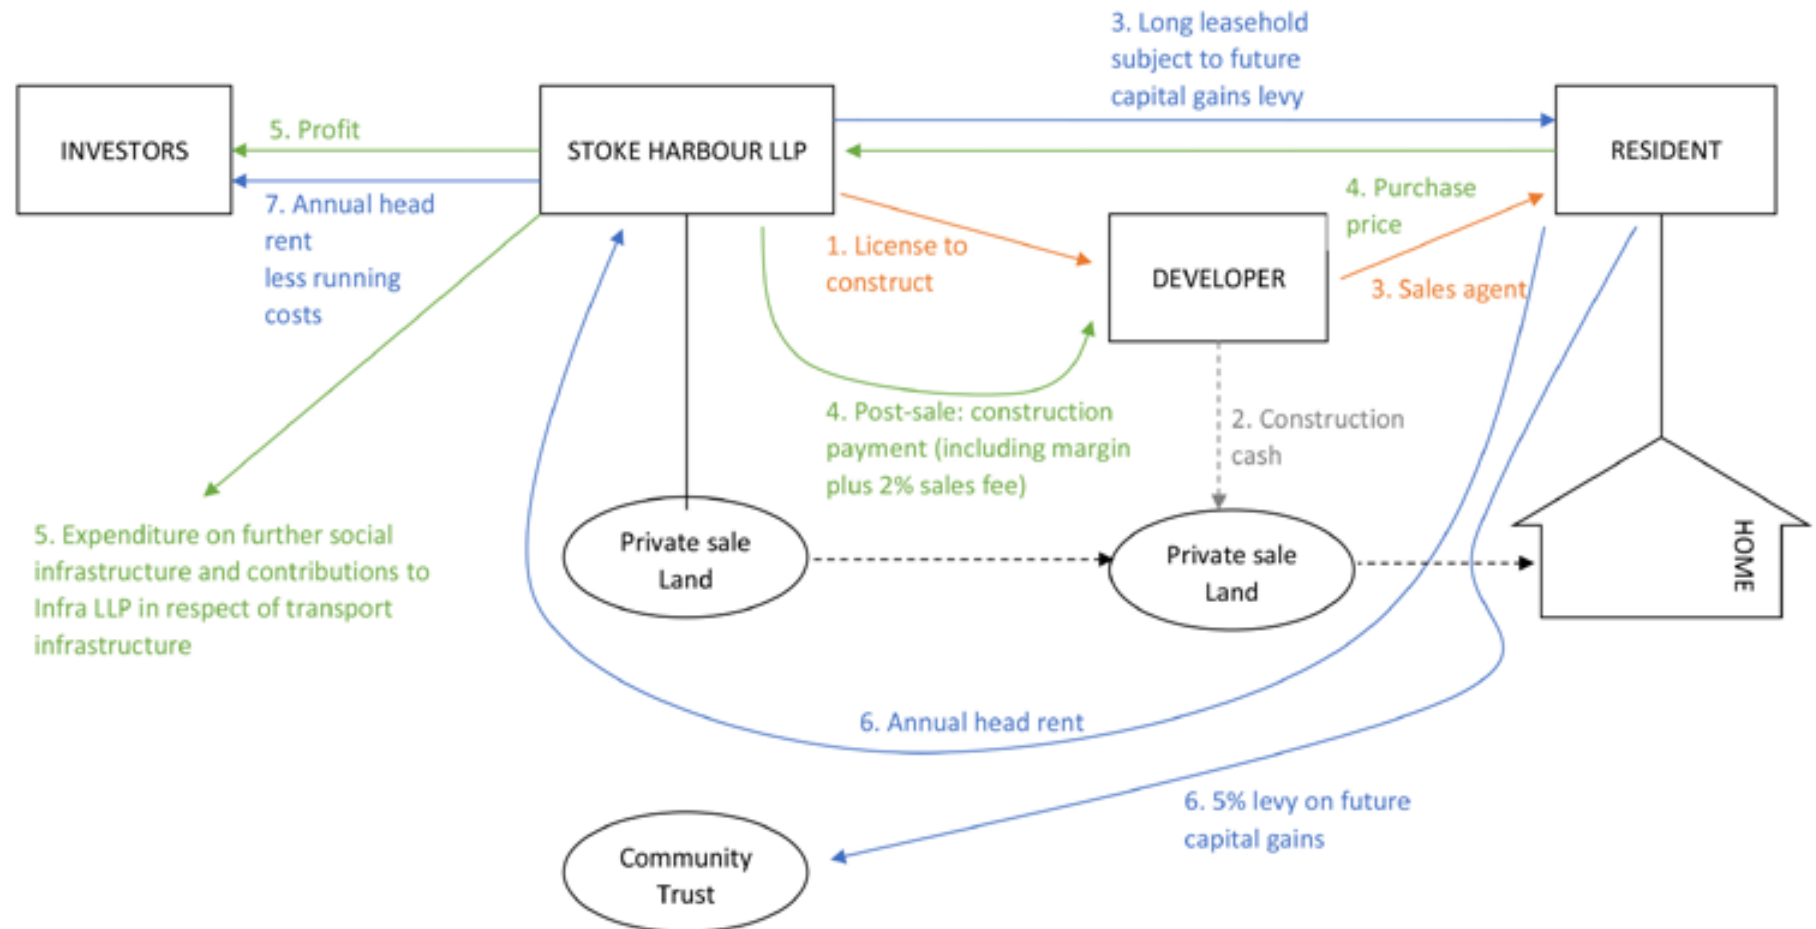 3. Long leasehold
subject to future
capital gains levy
INVESTORS
5. Profit
STOKE HARBOUR LLP
RESIDENT
7. Annual head
rent
less running
costs
1. License to
construct
DEVELOPER
4. Purchase
price
3. Sales agent
4. Post-sale: construction
payment (including margin
plus 2% sales fee)
2. Construction
cash
5. Expenditure on further social
infrastructure and contributions to
Infra LLP in respect of transport
infrastructure
Private sale
Land
Private sale
Land
HOME
6. Annual head rent
6. 5% levy on future
capital gains
Community
Trust